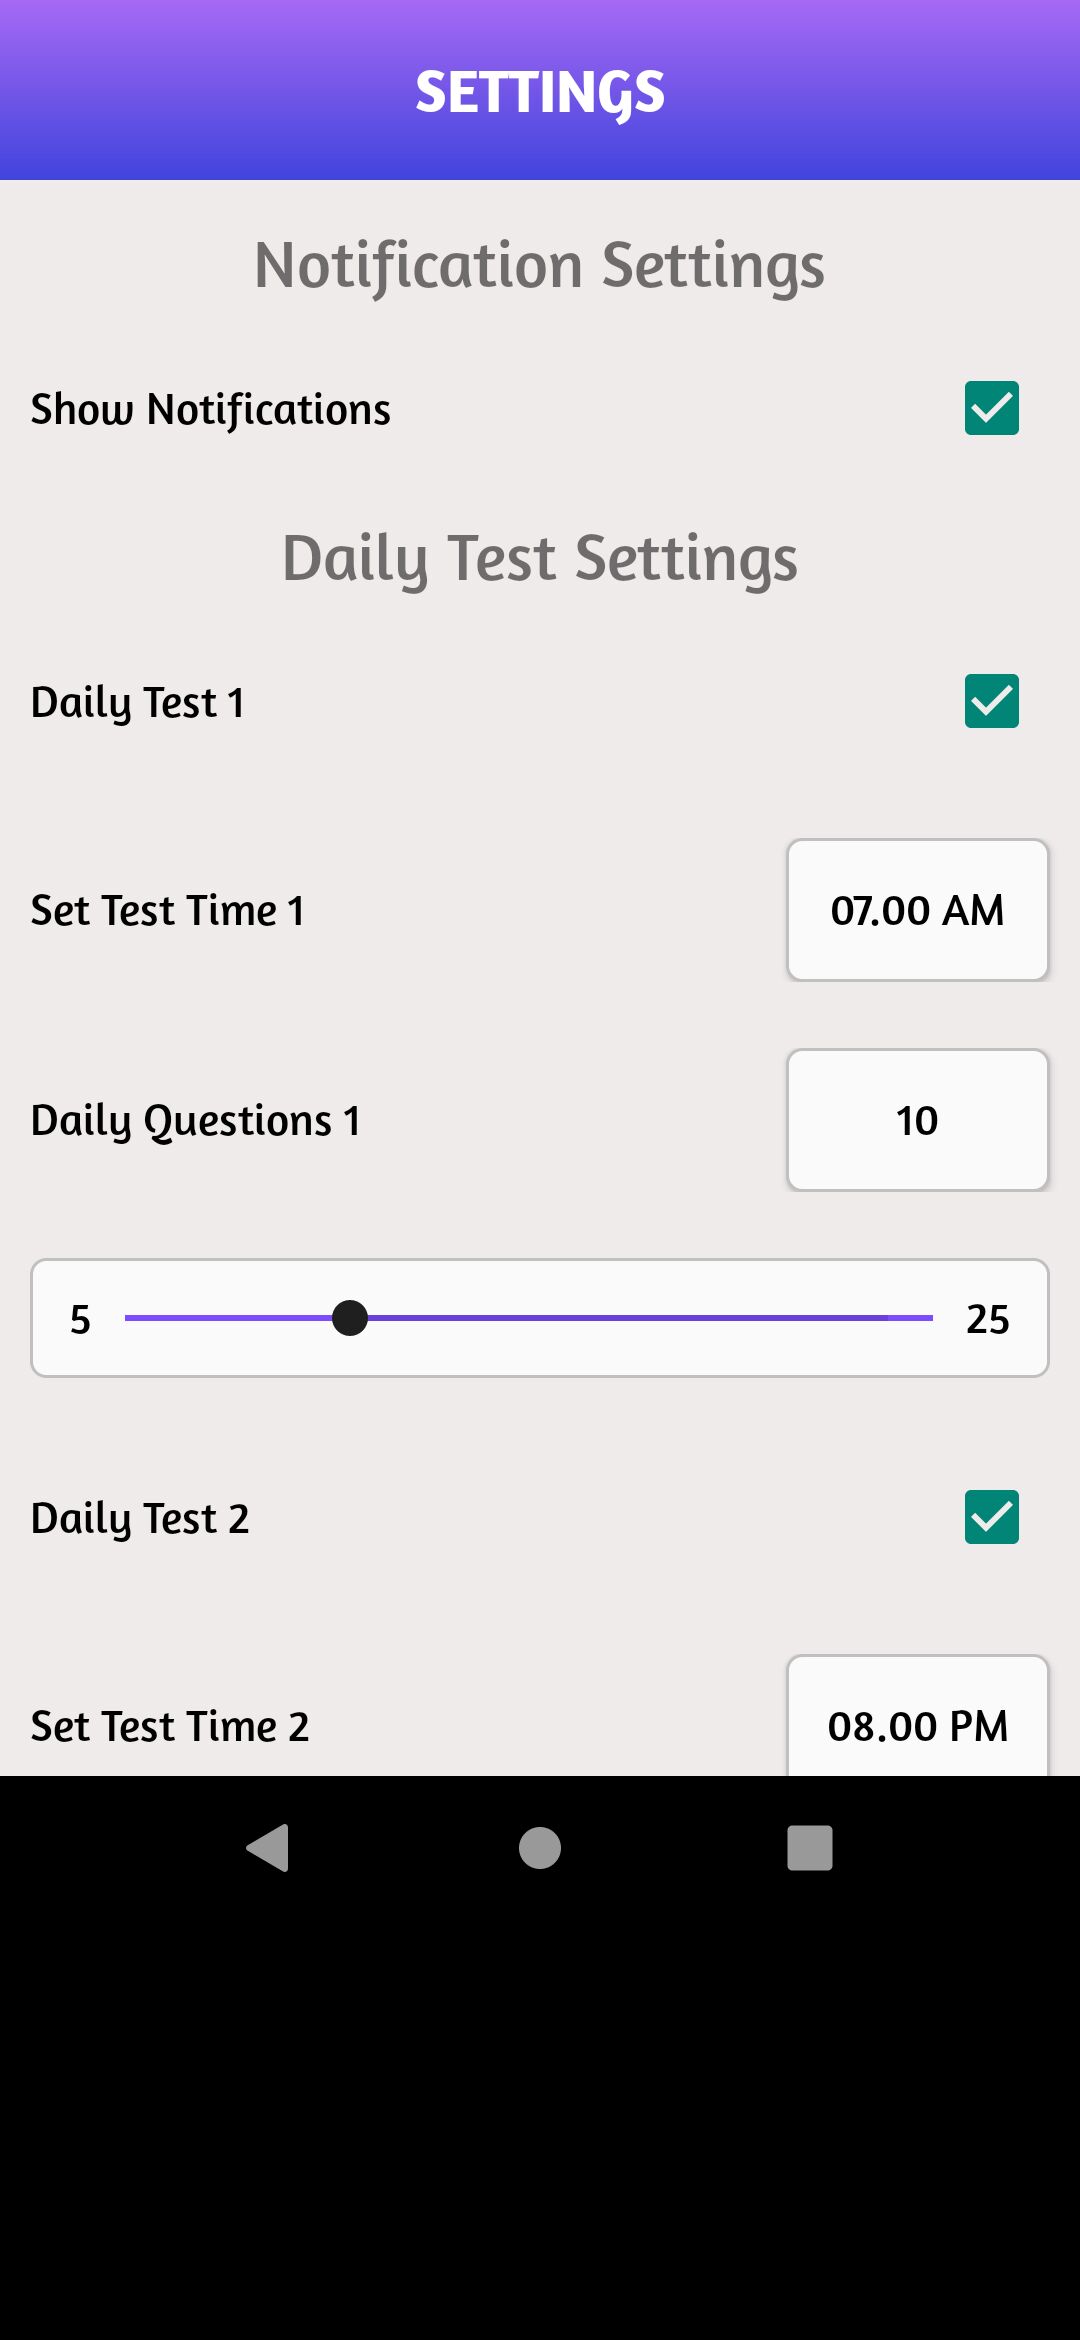 SETTINGS
Notification Settings
Show Notifications
Daily Test Settings
Daily Test 1
Set Test Time 1
07.00 AM
Daily Questions 1
10
5
25
Daily Test 2
Set Test Time 2
08.00 PM